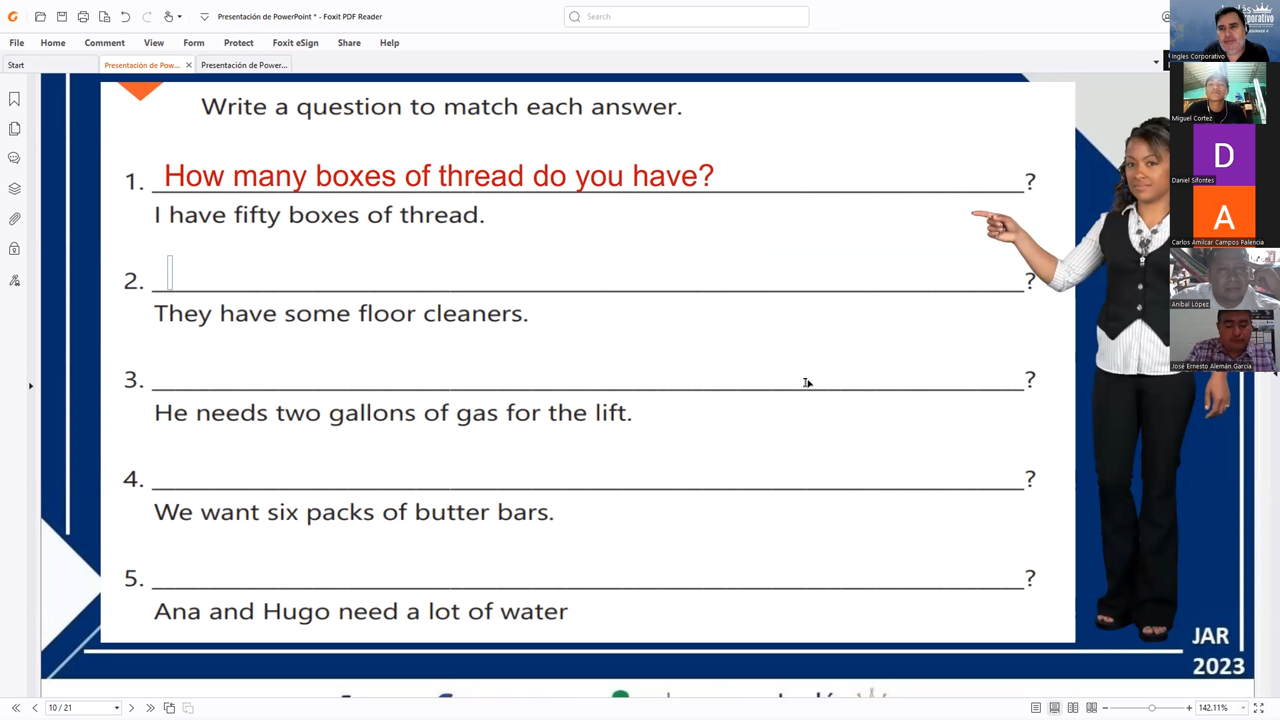 Presentación de PowerPoint * - Foxit PDF Reader
Search
File Home Comment View Form Protect Foxit eSign Share Help
Start
Presentación de Pow...
Presentación de Power...
Write a question to match each answer.
1. How many boxes of thread do you have? ?
I have fifty boxes of thread.
2. ?
They have some floor cleaners.
3. ?
He needs two gallons of gas for the lift.
4. ?
We want six packs of butter bars.
5. ?
Ana and Hugo need a lot of water
JAR
2023
Ingles Corporativo
Miguel Cortez
D
Daniel Sifontes
A
Carlos Amilcar Campos Palencia
Anibal López
José Ernesto Alemán García
10 / 21
142.11%